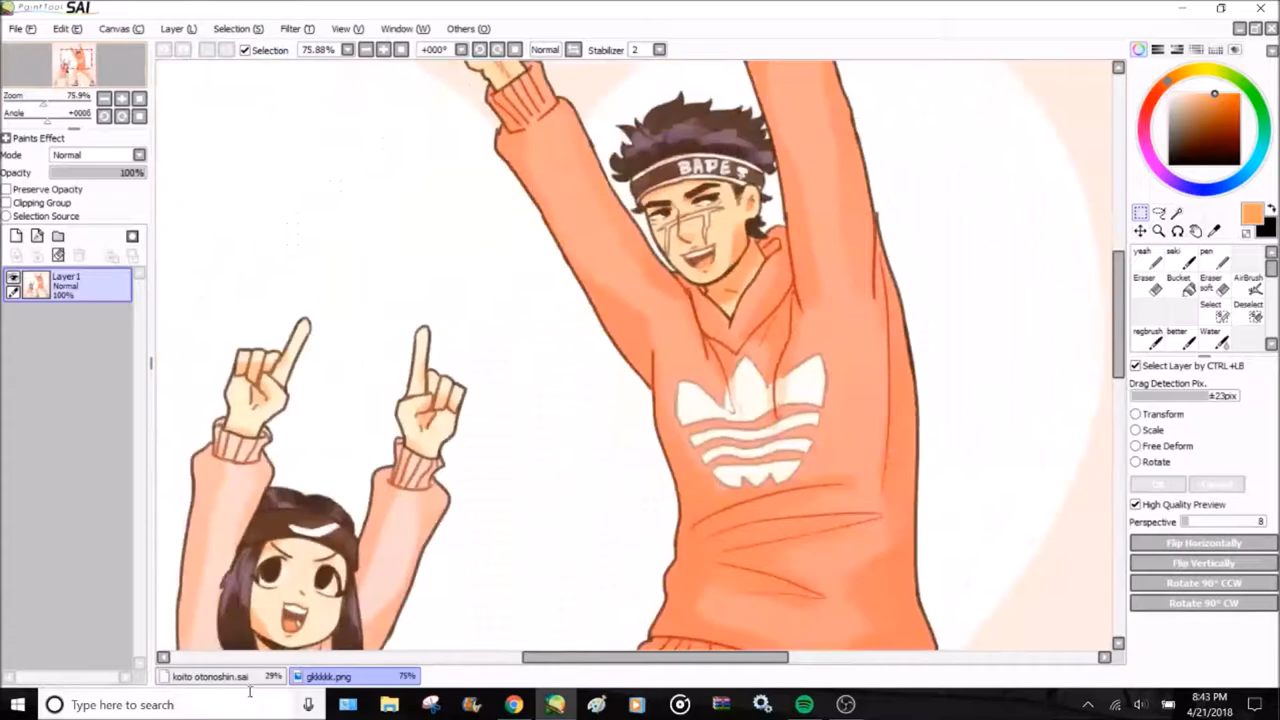 PaintTool SAI
File (F) Edit (E) Canvas (C) Layer (L) Selection (S) Filter (T) View (V) Window (W) Others (O)
Selection 75.88% +000° Normal Stabilizer 2
Zoom 75.9%
Angle +000δ
Paints Effect
Mode Normal
Opacity 100%
Preserve Opacity
Clipping Group
Selection Source
Layer1
Normal
100%
BAPE
yeah seki pen
Eraser Bucket Eraser soft AirBrush
Select Deselect
regbrush better Water
Select Layer by CTRL+LB
Drag Detection Pix.
±23pix
Transform
Scale
Free Deform
Rotate
High Quality Preview
Perspective 8
Flip Horizontally
Flip Vertically
Rotate 90° CCW
Rotate 90° CW
koito otonoshin.sai 29% gkkkkk.png 75%
Type here to search
8:43 PM
4/21/2018